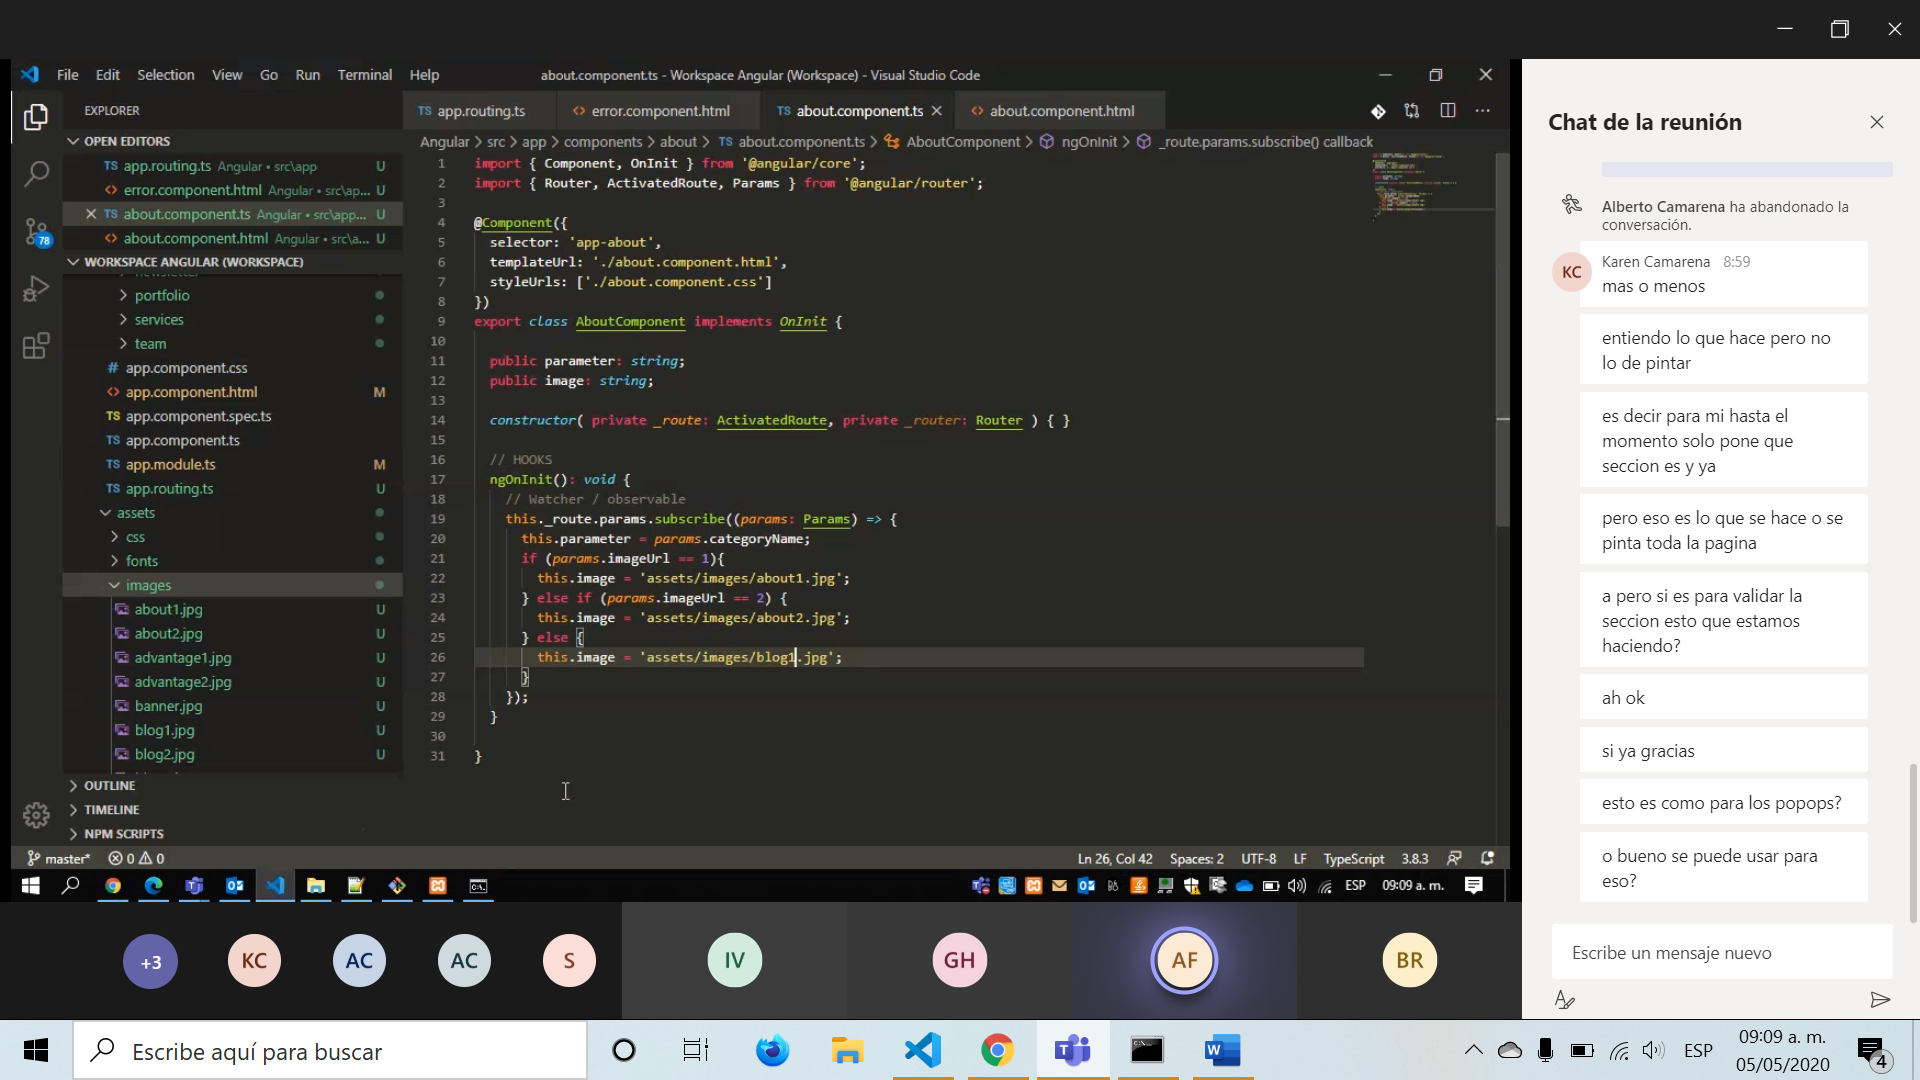 File Edit Selection View Go Run Terminal Help
about.component.ts - Workspace Angular (Workspace) - Visual Studio Code
EXPLORER
OPEN EDITORS
TS app.routing.ts Angular • src\app U
<> error.component.html Angular • src\ap... U
TS about.component.ts Angular • src\app... U
<> about.component.html Angular • src\a... U
78
WORKSPACE ANGULAR (WORKSPACE)
portfolio
services
team
# app.component.css
<> app.component.html M
TS app.component.spec.ts
TS app.component.ts
TS app.module.ts M
TS app.routing.ts U
assets
css
fonts
images
about1.jpg U
about2.jpg U
advantage1.jpg U
advantage2.jpg U
banner.jpg U
blog1.jpg U
blog2.jpg U
OUTLINE
TIMELINE
NPM SCRIPTS
TS app.routing.ts
<> error.component.html
TS about.component.ts
<> about.component.html
Angular > src > app > components > about > TS about.component.ts > AboutComponent > ngOnInit > _route.params.subscribe() callback
1 import { Component, OnInit } from '@angular/core';
2 import { Router, ActivatedRoute, Params } from '@angular/router';
3
4 @Component({
5 selector: 'app-about',
6 templateUrl: './about.component.html',
7 styleUrls: ['./about.component.css']
8 })
9 export class AboutComponent implements OnInit {
10
11 public parameter: string;
12 public image: string;
13
14 constructor( private _route: ActivatedRoute, private _router: Router ) { }
15
16 // HOOKS
17 ngOnInit(): void {
18 // Watcher / observable
19 this._route.params.subscribe((params: Params) => {
20 this.parameter = params.categoryName;
21 if (params.imageUrl == 1){
22 this.image = 'assets/images/about1.jpg';
23 } else if (params.imageUrl == 2) {
24 this.image = 'assets/images/about2.jpg';
25 } else {
26 this.image = 'assets/images/blog1.jpg';
27 }
28 });
29 }
30
31 }
master* 0 0
Ln 26, Col 42 Spaces: 2 UTF-8 LF TypeScript 3.8.3
ESP 09:09 a. m.
+3 KC AC AC S IV GH AF BR
Chat de la reunión
Alberto Camarena ha abandonado la
conversación.
KC
Karen Camarena 8:59
mas o menos
entiendo lo que hace pero no
lo de pintar
es decir para mi hasta el
momento solo pone que
seccion es y ya
pero eso es lo que se hace o se
pinta toda la pagina
a pero si es para validar la
seccion esto que estamos
haciendo?
ah ok
si ya gracias
esto es como para los popops?
o bueno se puede usar para
eso?
Escribe un mensaje nuevo
Escribe aquí para buscar
ESP
09:09 a. m.
05/05/2020
4